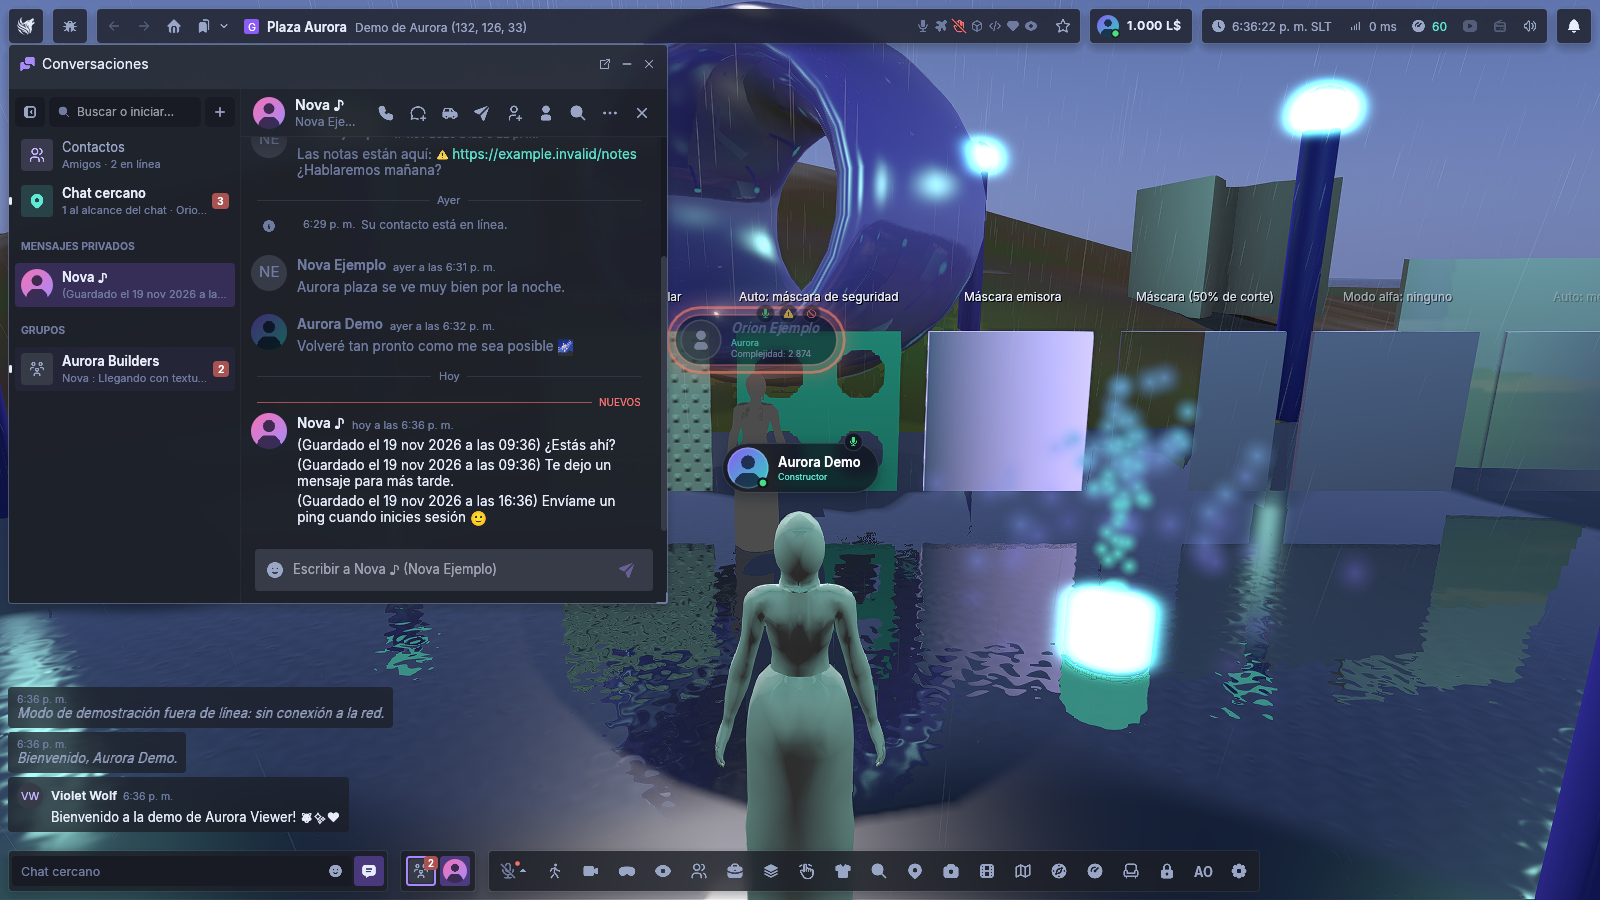 Plaza Aurora Demo de Aurora (132, 126, 33)
1.000 L$
6:36:22 p. m. SLT
0 ms
60
Conversaciones
Buscar o iniciar...
Contactos
Amigos · 2 en línea
Chat cercano
1 al alcance del chat · Orio...
3
MENSAJES PRIVADOS
Nova ♪
(Guardado el 19 nov 2026 a la...
GRUPOS
Aurora Builders
Nova : Llegando con textu...
2
Nova ♪
Nova Eje...
NE
Las notas están aquí: ⚠ https://example.invalid/notes
¿Hablaremos mañana?
Ayer
6:29 p. m. Su contacto está en línea.
NE
Nova Ejemplo ayer a las 6:31 p. m.
Aurora plaza se ve muy bien por la noche.
Aurora Demo ayer a las 6:32 p. m.
Volveré tan pronto como me sea posible 🌌
Hoy
NUEVOS
Nova ♪ hoy a las 6:36 p. m.
(Guardado el 19 nov 2026 a las 09:36) ¿Estás ahí?
(Guardado el 19 nov 2026 a las 09:36) Te dejo un
mensaje para más tarde.
(Guardado el 19 nov 2026 a las 16:36) Envíame un
ping cuando inicies sesión 🙂
Escribir a Nova ♪ (Nova Ejemplo)
lar
Auto: máscara de seguridad
Máscara emisora
Máscara (50% de corte)
Modo alfa: ninguno
Auto: m
Orion Ejemplo
Aurora
Complejidad: 2.874
Aurora Demo
Constructor
6:36 p. m.
Modo de demostración fuera de línea: sin conexión a la red.
6:36 p. m.
Bienvenido, Aurora Demo.
VW
Violet Wolf 6:36 p. m.
Bienvenido a la demo de Aurora Viewer!
Chat cercano
2
AO